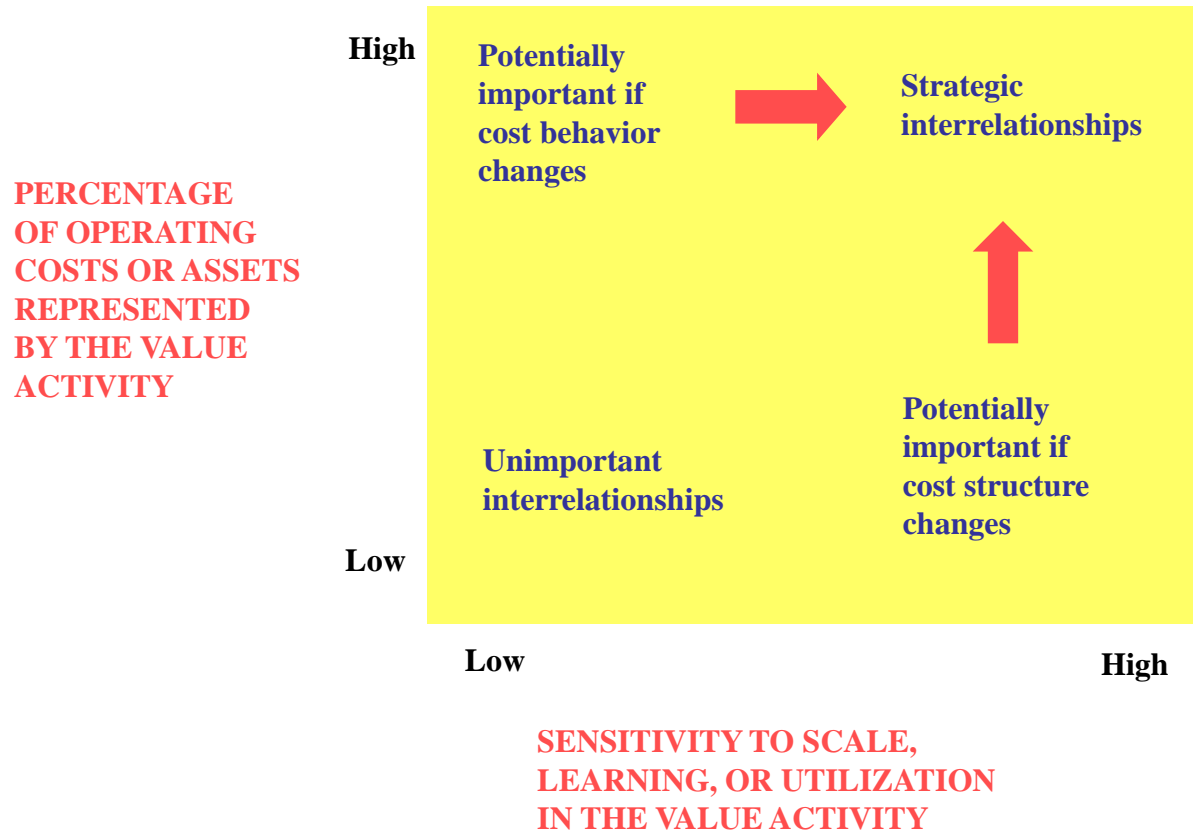 High
Potentially
important if
cost behavior
changes
Strategic
interrelationships
PERCENTAGE
OF OPERATING
COSTS OR ASSETS
REPRESENTED
BY THE VALUE
ACTIVITY
Unimportant
interrelationships
Potentially
important if
cost structure
changes
Low
Low
High
SENSITIVITY TO SCALE,
LEARNING, OR UTILIZATION
IN THE VALUE ACTIVITY